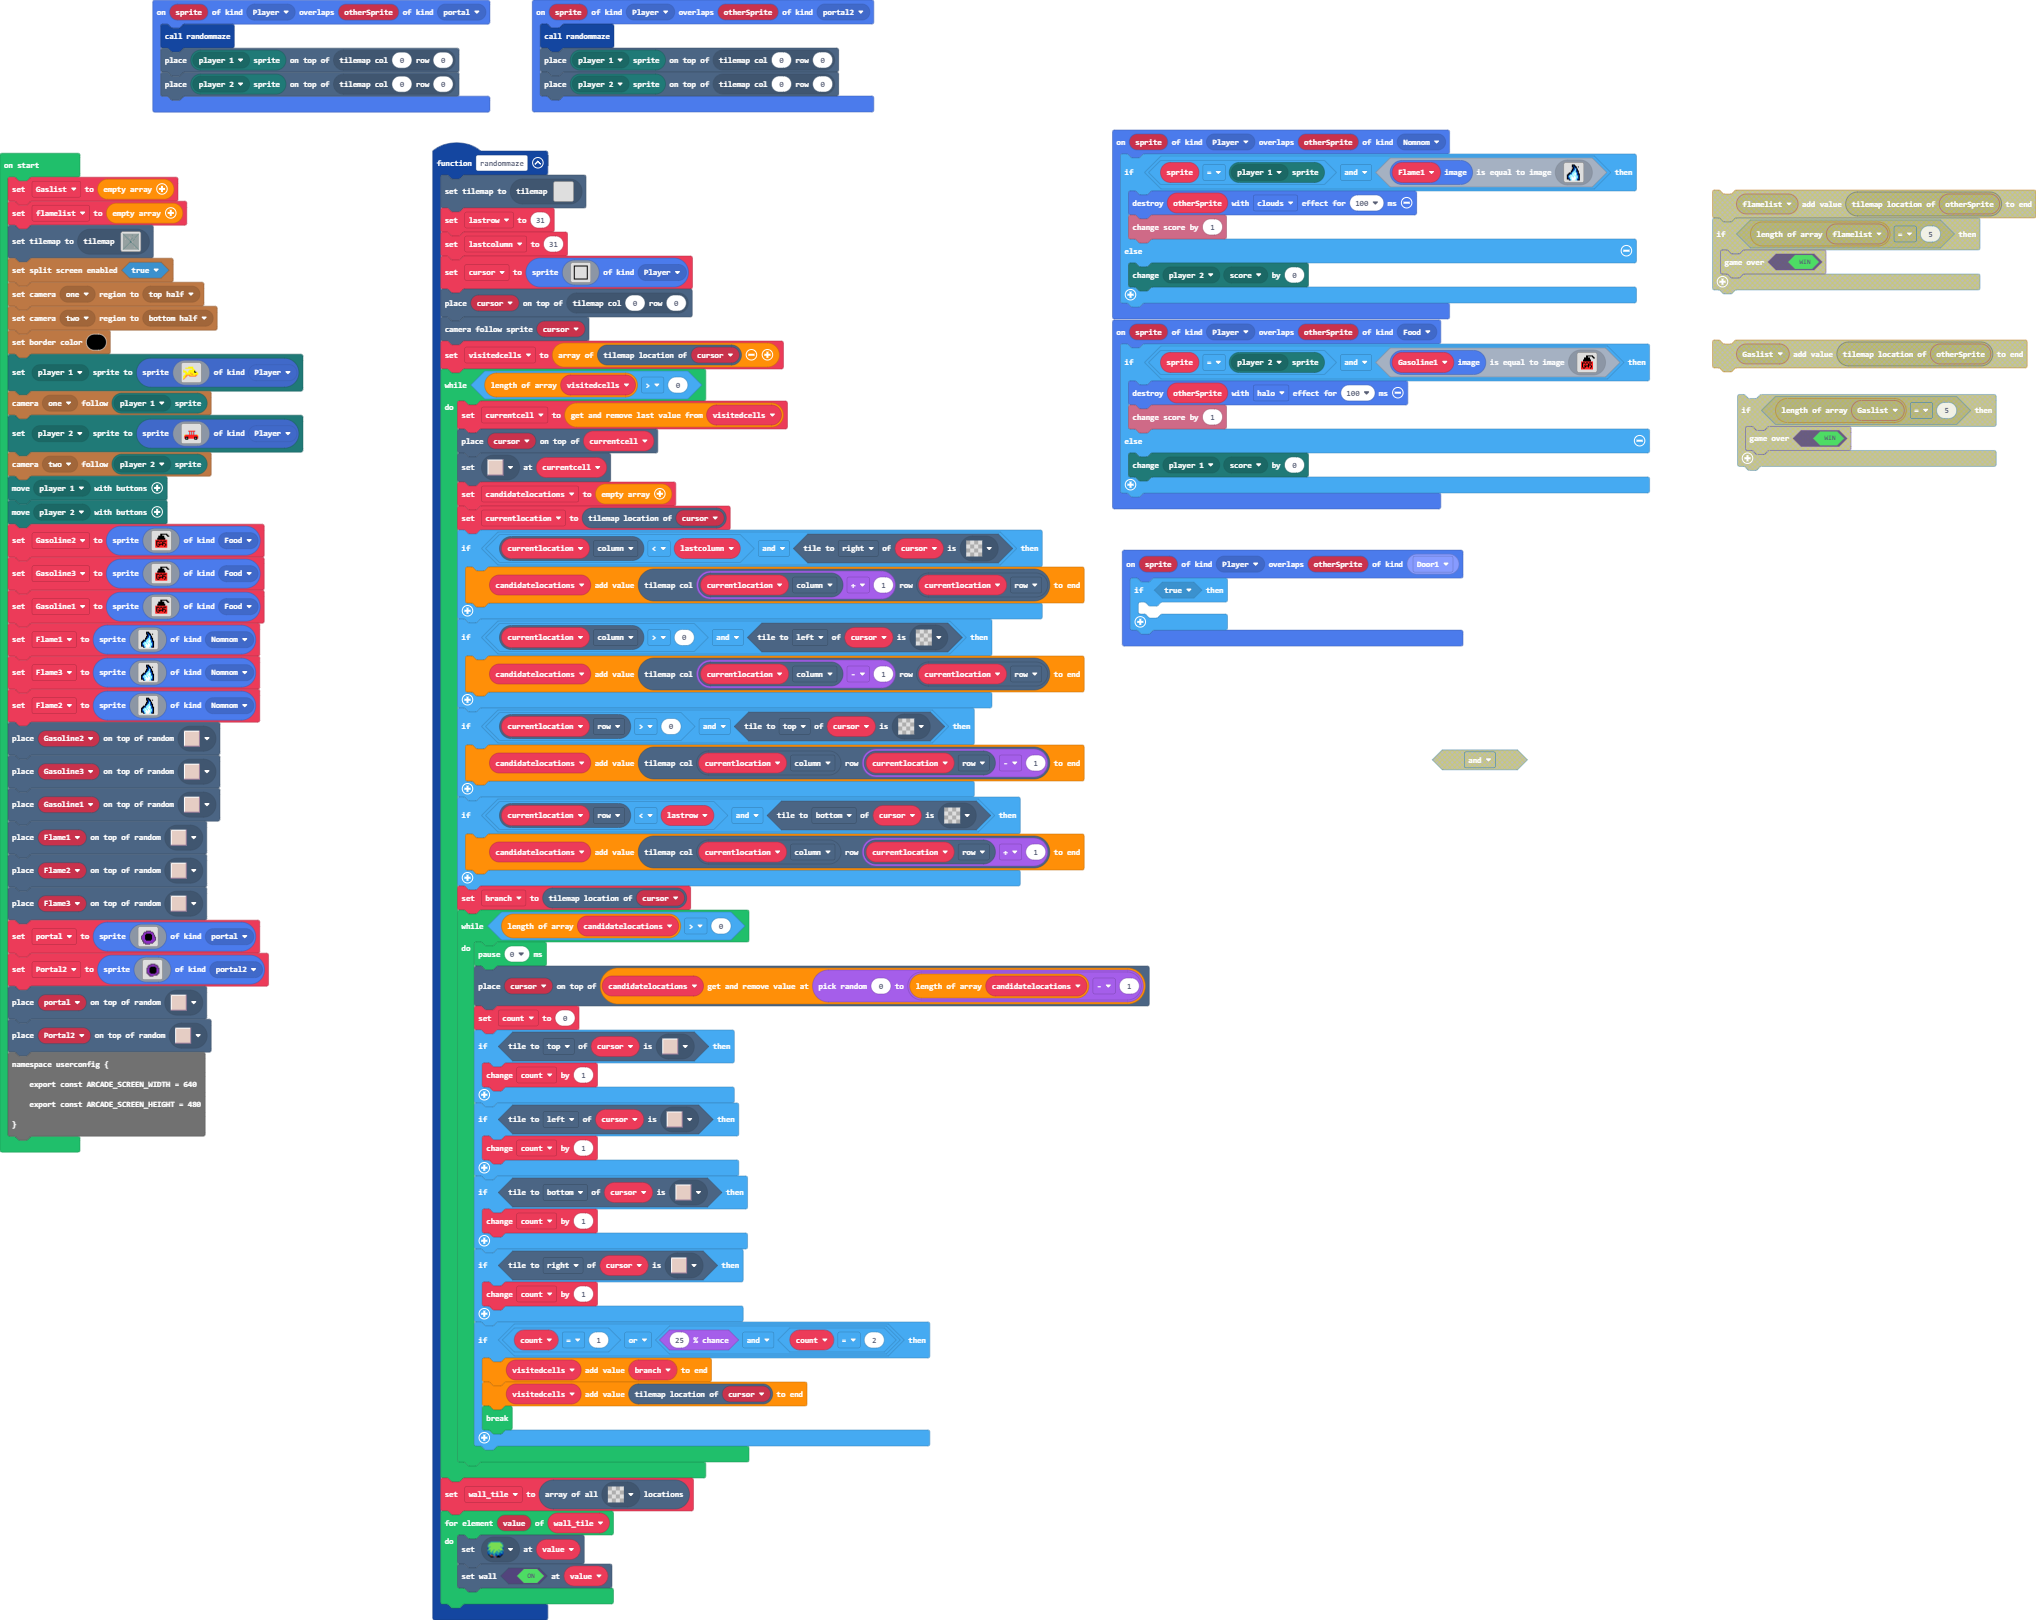 on sprite of kind Player overlaps otherSprite of kind portal
call randommaze
place player 1 sprite on top of tilemap col 0 row 0
place player 2 sprite on top of tilemap col 0 row 0
on sprite of kind Player overlaps otherSprite of kind portal2
call randommaze
place player 1 sprite on top of tilemap col 0 row 0
place player 2 sprite on top of tilemap col 0 row 0
on start
set Gaslist to empty array
set flamelist to empty array
set tilemap to tilemap
set split screen enabled true
set camera one region to top half
set camera two region to bottom half
set border color
set player 1 sprite to sprite of kind Player
camera one follow player 1 sprite
set player 2 sprite to sprite of kind Player
camera two follow player 2 sprite
move player 1 with buttons
move player 2 with buttons
set Gasoline2 to sprite of kind Food
set Gasoline3 to sprite of kind Food
set Gasoline1 to sprite of kind Food
set Flame1 to sprite of kind Nomnom
set Flame3 to sprite of kind Nomnom
set Flame2 to sprite of kind Nomnom
place Gasoline2 on top of random
place Gasoline3 on top of random
place Gasoline1 on top of random
place Flame1 on top of random
place Flame2 on top of random
place Flame3 on top of random
set portal to sprite of kind portal
set Portal2 to sprite of kind portal2
place portal on top of random
place Portal2 on top of random
namespace userconfig {
export const ARCADE_SCREEN_WIDTH = 640
export const ARCADE_SCREEN_HEIGHT = 480
}
function randommaze
set tilemap to tilemap
set lastrow to 31
set lastcolumn to 31
set cursor to sprite of kind Player
place cursor on top of tilemap col 0 row 0
camera follow sprite cursor
set visitedcells to array of tilemap location of cursor
while length of array visitedcells > 0
do
set currentcell to get and remove last value from visitedcells
place cursor on top of currentcell
set at currentcell
set candidatelocations to empty array
set currentlocation to tilemap location of cursor
if currentlocation column < lastcolumn and tile to right of cursor is then
candidatelocations add value tilemap col currentlocation column + 1 row currentlocation row to end
if currentlocation column > 0 and tile to left of cursor is then
candidatelocations add value tilemap col currentlocation column - 1 row currentlocation row to end
if currentlocation row > 0 and tile to top of cursor is then
candidatelocations add value tilemap col currentlocation column row currentlocation row - 1 to end
if currentlocation row < lastrow and tile to bottom of cursor is then
candidatelocations add value tilemap col currentlocation column row currentlocation row + 1 to end
set branch to tilemap location of cursor
while length of array candidatelocations > 0
do
pause 0 ms
place cursor on top of candidatelocations get and remove value at pick random 0 to length of array candidatelocations - 1
set count to 0
if tile to top of cursor is then
change count by 1
if tile to left of cursor is then
change count by 1
if tile to bottom of cursor is then
change count by 1
if tile to right of cursor is then
change count by 1
if count = 1 or 25 % chance and count = 2 then
visitedcells add value branch to end
visitedcells add value tilemap location of cursor to end
break
set wall_tile to array of all locations
for element value of wall_tile
do
set at value
set wall ON at value
on sprite of kind Player overlaps otherSprite of kind Nomnom
if sprite = player 1 sprite and Flame1 image is equal to image then
destroy otherSprite with clouds effect for 100 ms
change score by 1
else
change player 2 score by 0
on sprite of kind Player overlaps otherSprite of kind Food
if sprite = player 2 sprite and Gasoline1 image is equal to image then
destroy otherSprite with halo effect for 100 ms
change score by 1
else
change player 1 score by 0
on sprite of kind Player overlaps otherSprite of kind Door1
if true then
and
flamelist add value tilemap location of otherSprite to end
if length of array flamelist = 5 then
game over WIN
Gaslist add value tilemap location of otherSprite to end
if length of array Gaslist = 5 then
game over WIN